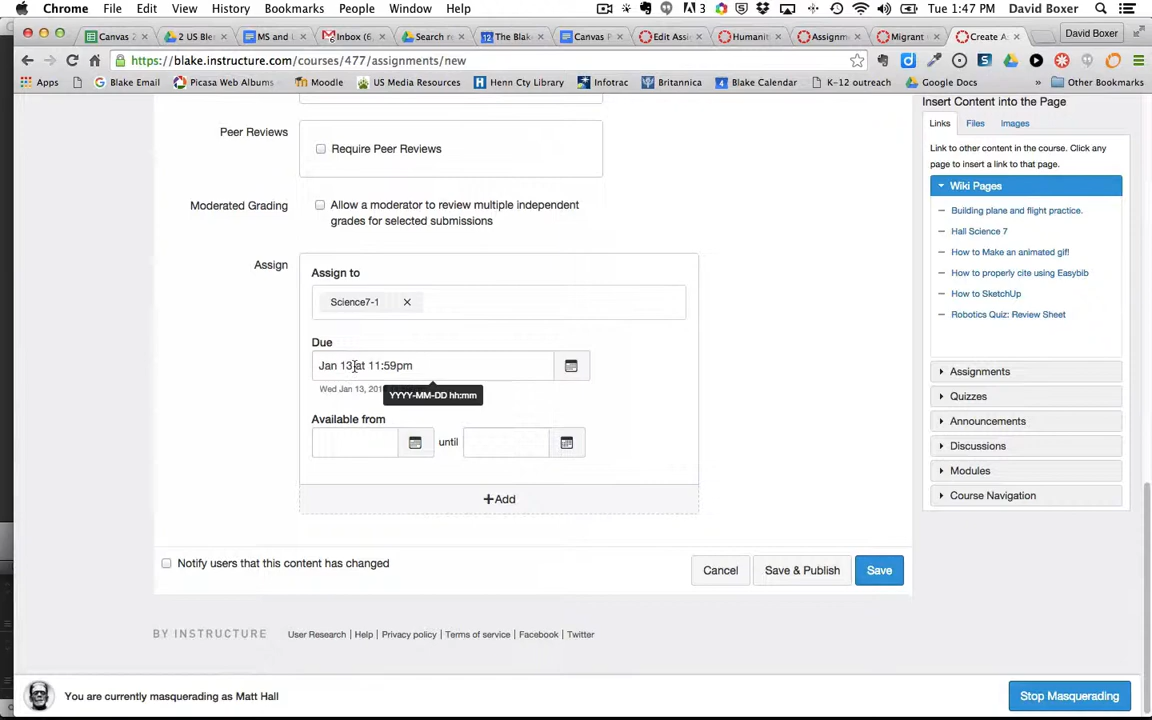 Chrome File Edit View History Bookmarks People Window Help 3 Tue 1:47 PM David Boxer
Canvas 2 2 US Ble MS and U Inbox (6 Search r The Blake Canvas P Edit Assi Humanit Assignm Migrant Create A David Boxer
https://blake.instructure.com/courses/477/assignments/new
Apps Blake Email Picasa Web Albums Moodle US Media Resources Henn Cty Library Infotrac Britannica Blake Calendar K-12 outreach Google Docs » Other Bookmarks
Insert Content into the Page
Links Files Images
Link to other content in the course. Click any
page to insert a link to that page.
Wiki Pages
Building plane and flight practice.
Hall Science 7
How to Make an animated gif!
How to properly cite using Easybib
How to SketchUp
Robotics Quiz: Review Sheet
Assignments
Quizzes
Announcements
Discussions
Modules
Course Navigation
Peer Reviews
Require Peer Reviews
Moderated Grading
Allow a moderator to review multiple independent
grades for selected submissions
Assign
Assign to
Science7-1 ×
Due
Jan 13 at 11:59pm
Wed Jan 13, 201
YYYY-MM-DD hh:mm
Available from
until
+Add
Notify users that this content has changed
Cancel Save & Publish Save
BY INSTRUCTURE User Research | Help | Privacy policy | Terms of service | Facebook | Twitter
You are currently masquerading as Matt Hall Stop Masquerading